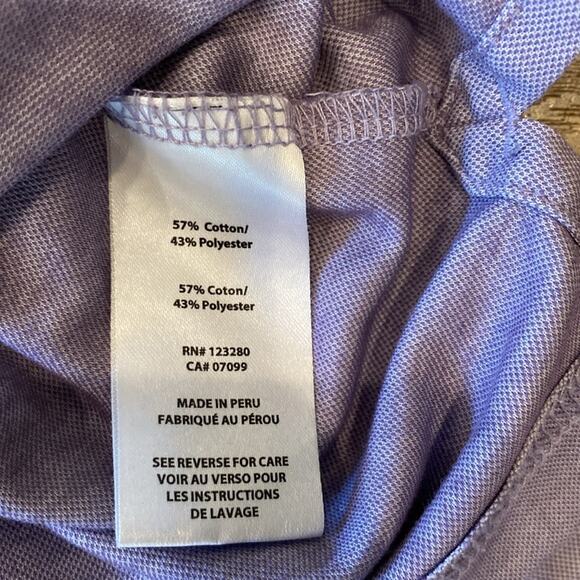 57% Cotton/
43% Polyester
57% Coton/
43% Polyester
RN# 123280
CA# 07099
MADE IN PERU
FABRIQUÉ AU PÉROU
SEE REVERSE FOR CARE
VOIR AU VERSO POUR
LES INSTRUCTIONS
DE LAVAGE